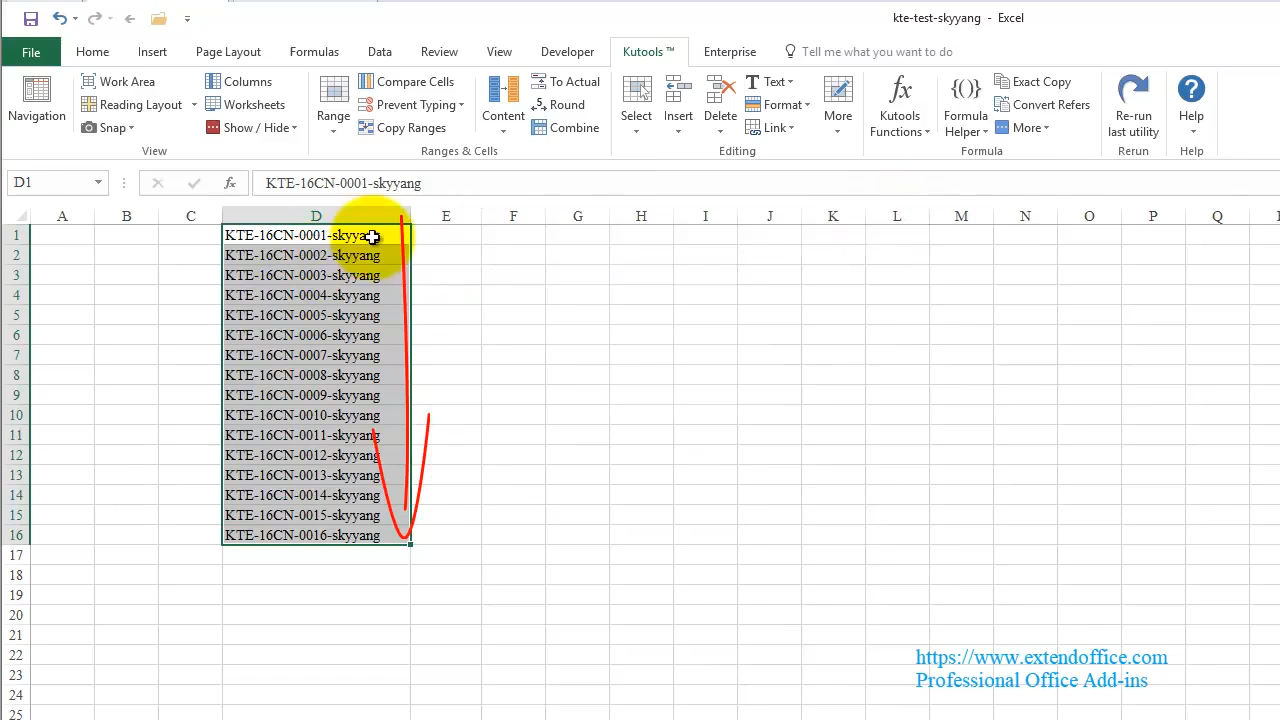 kte-test-skyyang - Excel
File Home Insert Page Layout Formulas Data Review View Developer Kutools ™ Enterprise Tell me what you want to do
Navigation
Work Area
Reading Layout
Snap
Columns
Worksheets
Show / Hide
View
Range
Compare Cells
Prevent Typing
Copy Ranges
Content
To Actual
Round
Combine
Ranges & Cells
Select
Insert
Delete
Text
Format
Link
More
Editing
Kutools
Functions
Formula
Helper
Exact Copy
Convert Refers
More
Formula
Re-run
last utility
Rerun
Help
Help
D1 fx KTE-16CN-0001-skyyang
A B C D E F G H I J K L M N O P Q
1 KTE-16CN-0001-skyyang
2 KTE-16CN-0002-skyyang
3 KTE-16CN-0003-skyyang
4 KTE-16CN-0004-skyyang
5 KTE-16CN-0005-skyyang
6 KTE-16CN-0006-skyyang
7 KTE-16CN-0007-skyyang
8 KTE-16CN-0008-skyyang
9 KTE-16CN-0009-skyyang
10 KTE-16CN-0010-skyyang
11 KTE-16CN-0011-skyyang
12 KTE-16CN-0012-skyyang
13 KTE-16CN-0013-skyyang
14 KTE-16CN-0014-skyyang
15 KTE-16CN-0015-skyyang
16 KTE-16CN-0016-skyyang
17
18
19
20
21
22
23
24
25
https://www.extendoffice.com
Professional Office Add-ins